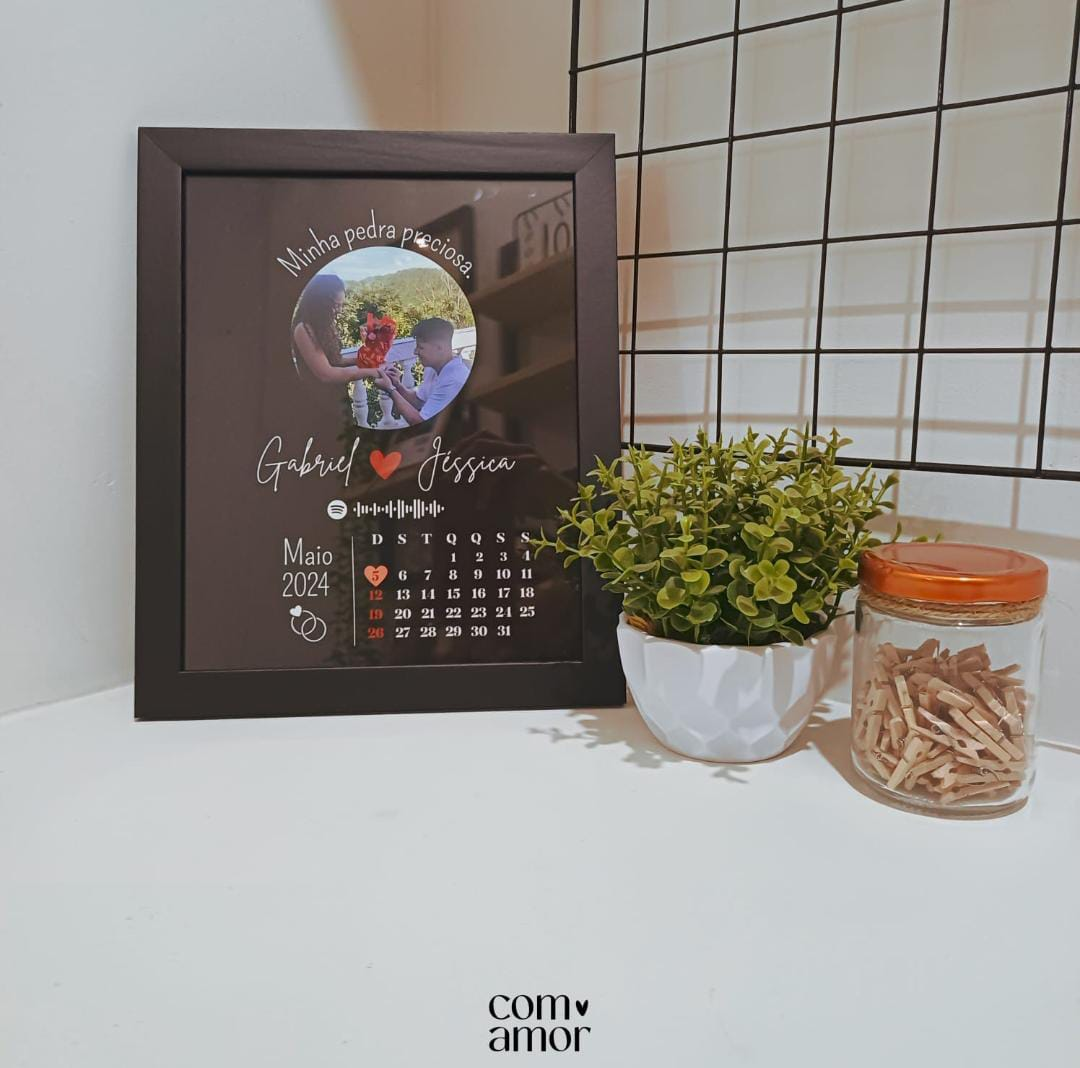 Minha pedra preciosa.
Gabriel Jéssica
Maio
2024
D S T Q Q S S
1 2 3 4
5 6 7 8 9 10 11
12 13 14 15 16 17 18
19 20 21 22 23 24 25
26 27 28 29 30 31
com
amor